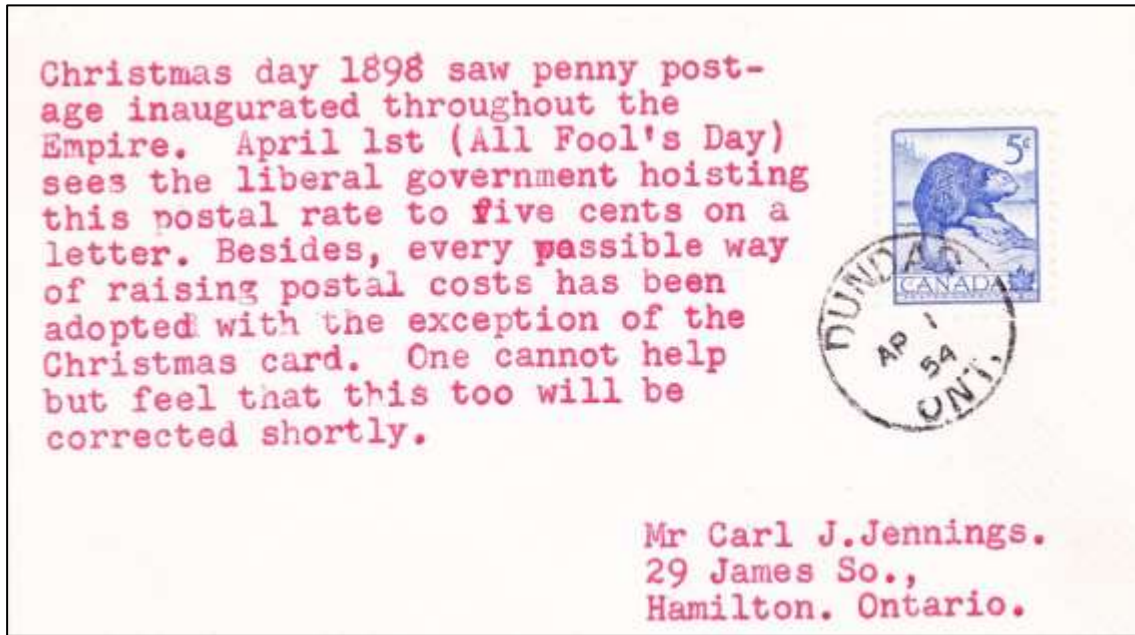 Christmas day 1898 saw penny post-
age inaugurated throughout the
Empire.  April 1st (All Fool's Day)
sees the liberal government hoisting
this postal rate to five cents on a
letter. Besides, every possible way
of raising postal costs has been
adopted with the exception of the
Christmas card.  One cannot help
but feel that this too will be
corrected shortly.
5¢
CANADA
DUNDAS
AP 1
54
ONT.
Mr Carl J.Jennings.
29 James So.,
Hamilton. Ontario.